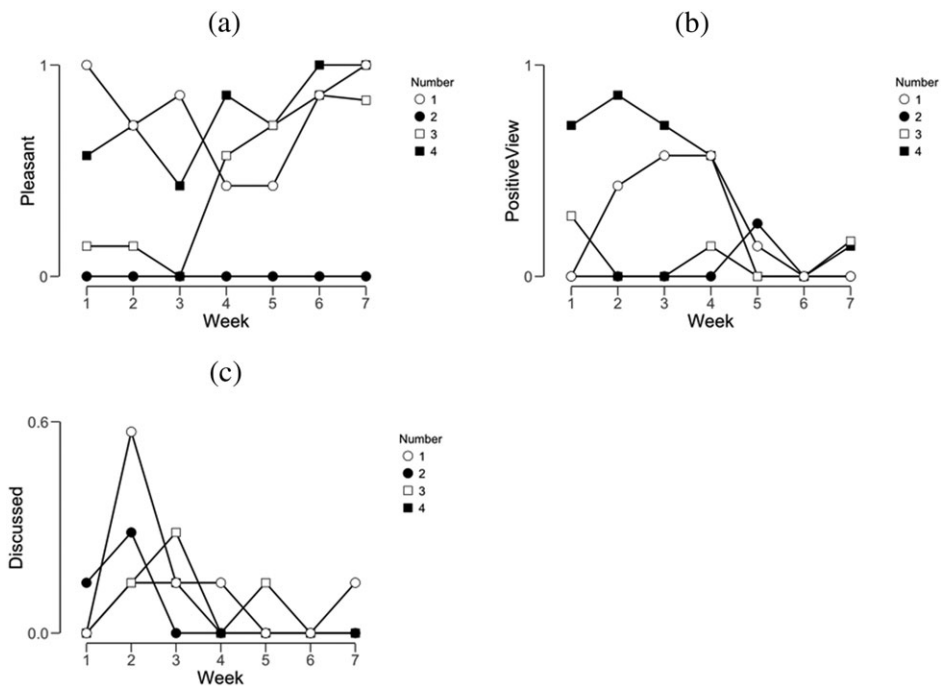 (a)
1
0
Pleasant
1 2 3 4 5 6 7
Week
Number
1
2
3
4
(b)
1
0
PositiveView
1 2 3 4 5 6 7
Week
Number
1
2
3
4
(c)
0.6
0.0
Discussed
1 2 3 4 5 6 7
Week
Number
1
2
3
4